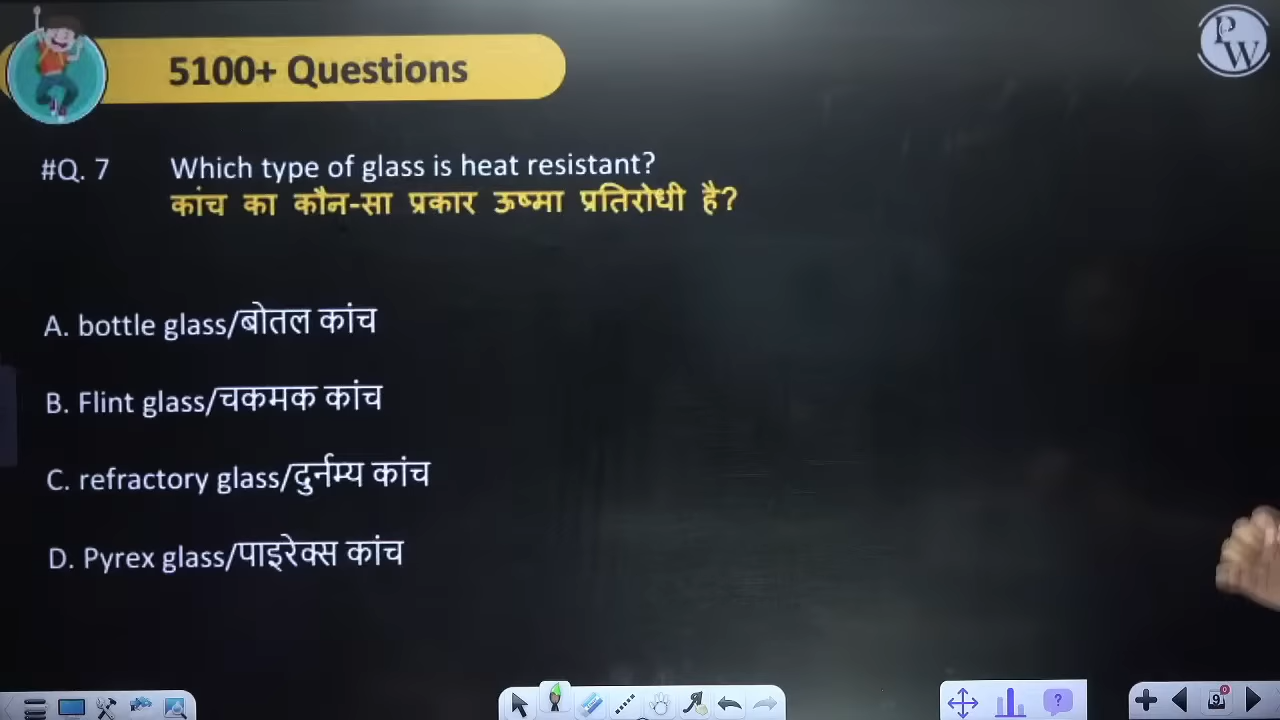 5100+ Questions
PW
#Q. 7 Which type of glass is heat resistant?
कांच का कौन-सा प्रकार ऊष्मा प्रतिरोधी है?
A. bottle glass/बोतल कांच
B. Flint glass/चकमक कांच
C. refractory glass/दुर्नम्य कांच
D. Pyrex glass/पाइरेक्स कांच